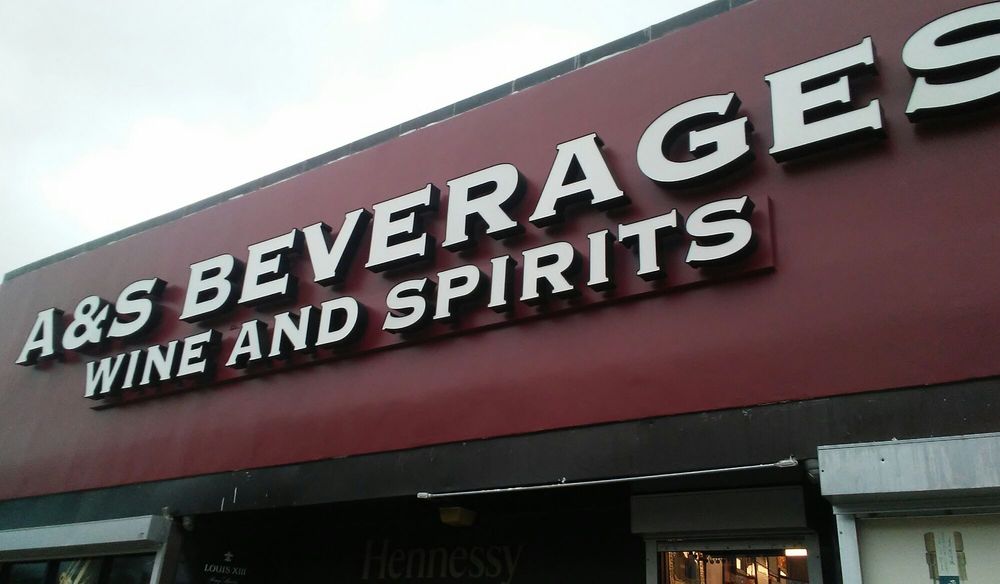 A&S BEVERAGES
WINE AND SPIRITS
LOUIS XIII
Hennessy